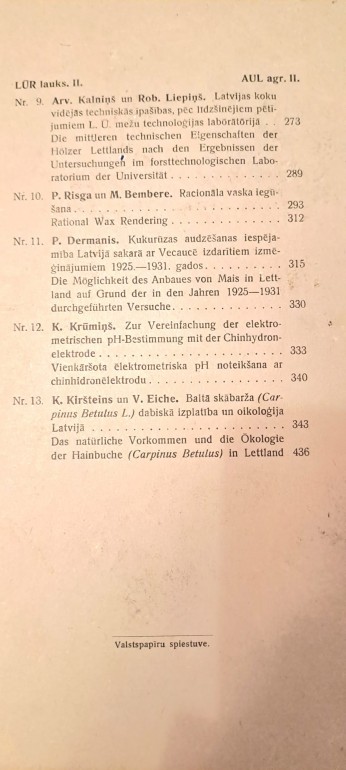 LŪR lauks. II. AUL agr. II.
Nr. 9. Arv. Kalniņš un Rob. Liepiņš. Latvijas koku
vidējās techniskās īpašības, pēc līdzšinējiem pētī-
jumiem L. Ū. mežu technoloģijas laborātōrijā . . 273
Die mittleren technischen Eigenschaften der
Hölzer Lettlands nach den Ergebnissen der
Untersuchungen im forsttechnologischen Labo-
ratorium der Universität . . . . . . . . . . . . . 289
Nr. 10. P. Rīsga un M. Bembere. Racionāla vaska iegū-
šana . . . . . . . . . . . . . . . . . . . . . . . 293
Rational Wax Rendering . . . . . . . . . . . . 312
Nr. 11. P. Dermanis. Kukurūzas audzēšanas iespēja-
mība Latvijā sakarā ar Vecaucē izdarītiem izmē-
ģinājumiem 1925.—1931. gados . . . . . . . . . 315
Die Möglichkeit des Anbaues von Mais in Lett-
land auf Grund der in den Jahren 1925—1931
durchgeführten Versuche . . . . . . . . . . . . 330
Nr. 12. K. Krūmiņš. Zur Vereinfachung der elektro-
metrischen pH-Bestimmung mit der Chinhydron-
elektrode . . . . . . . . . . . . . . . . . . . . . 333
Vienkāršota ēlektrometriska pH noteikšana ar
chinhidronēlektrodu . . . . . . . . . . . . . . . 340
Nr. 13. K. Kiršteins un V. Eiche. Baltā skābarža (Car-
pinus Betulus L.) dabiskā izplatība un oikoloģija
Latvijā . . . . . . . . . . . . . . . . . . . . . . 343
Das natürliche Vorkommen und die Ökologie
der Hainbuche (Carpinus Betulus) in Lettland 436
Valstspapīru spiestuve.